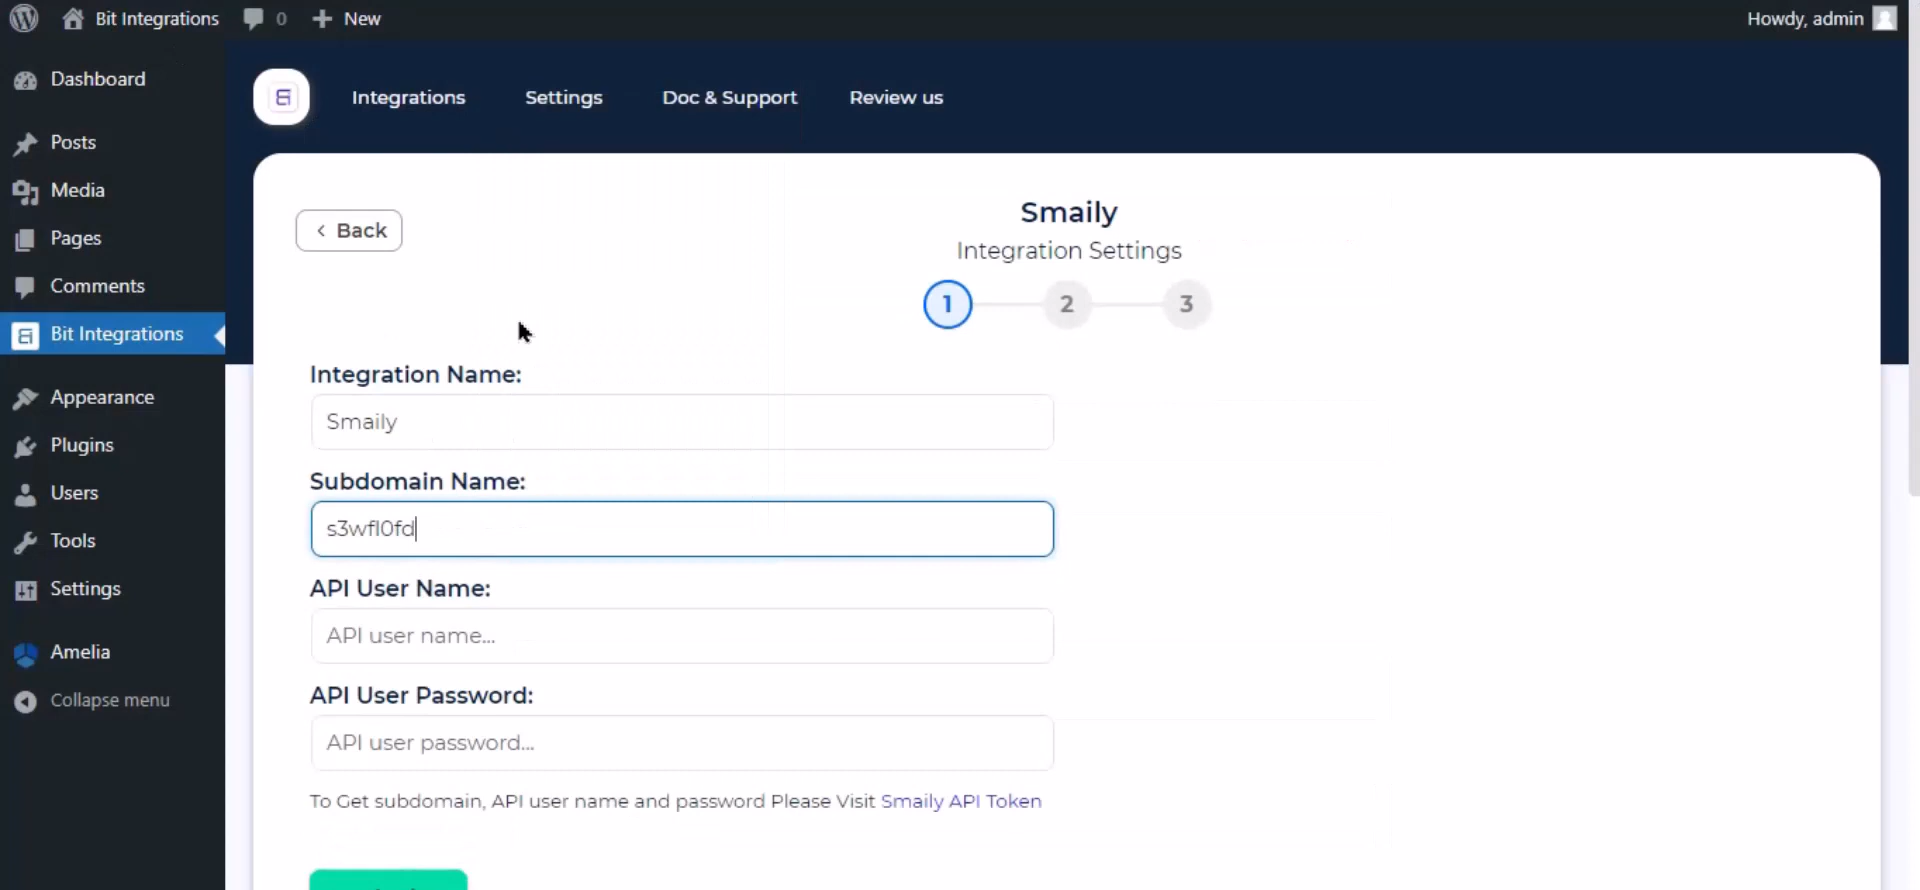 Bit Integrations 0 New Howdy, admin
Dashboard
Posts
Media
Pages
Comments
Bit Integrations
Appearance
Plugins
Users
Tools
Settings
Amelia
Collapse menu
Integrations Settings Doc & Support Review us
Back
Smaily
Integration Settings
1 2 3
Integration Name:
Smaily
Subdomain Name:
s3wfl0fd
API User Name:
API user name...
API User Password:
API user password...
To Get subdomain, API user name and password Please Visit Smaily API Token